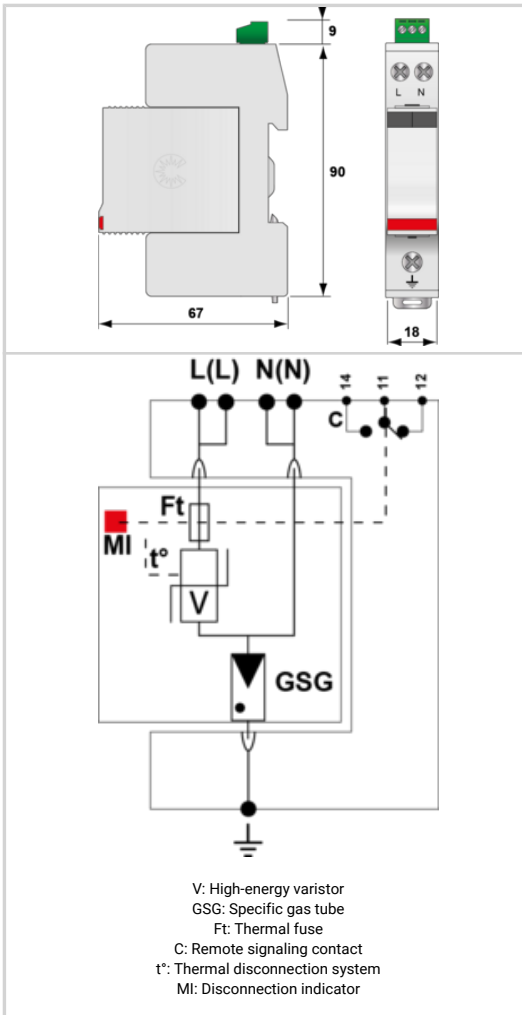 9
L N
90
67
18
L(L) N(N) 14 11 12
C
Ft
MI
t°
V
GSG
V: High-energy varistor
GSG: Specific gas tube
Ft: Thermal fuse
C: Remote signaling contact
t°: Thermal disconnection system
MI: Disconnection indicator